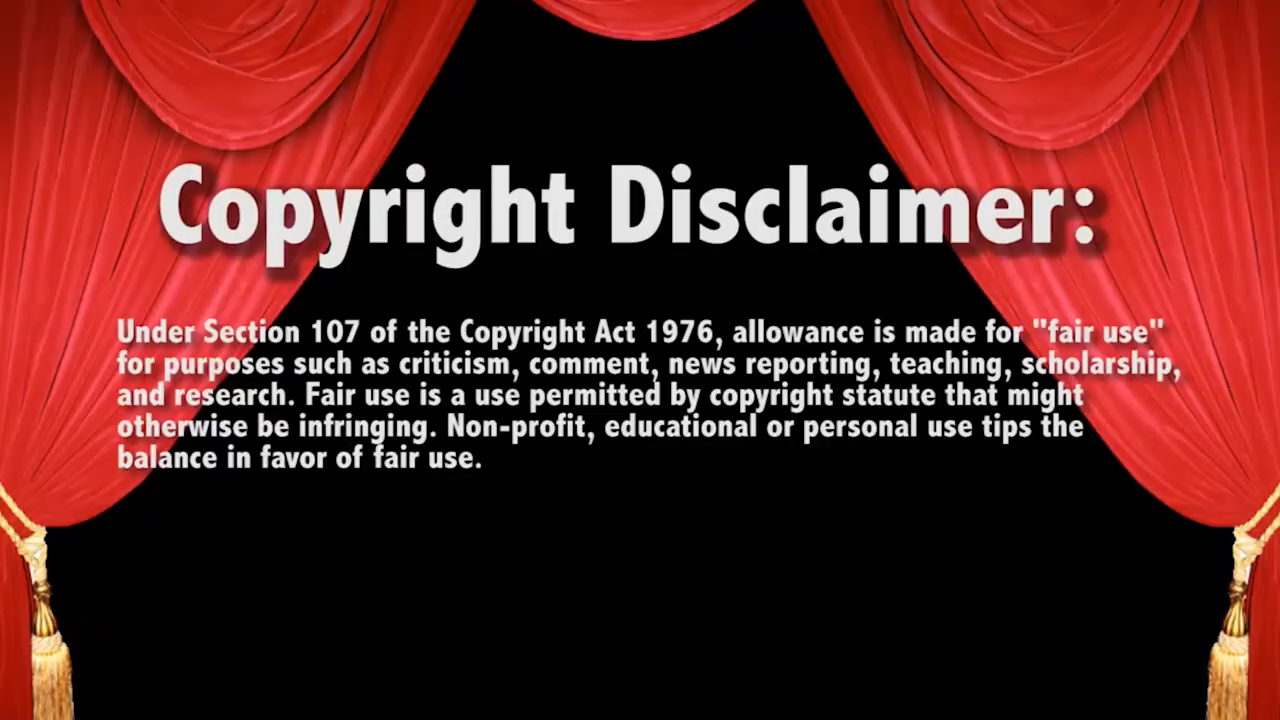 Copyright Disclaimer:
Under Section 107 of the Copyright Act 1976, allowance is made for "fair use"
for purposes such as criticism, comment, news reporting, teaching, scholarship,
and research. Fair use is a use permitted by copyright statute that might
otherwise be infringing. Non-profit, educational or personal use tips the
balance in favor of fair use.